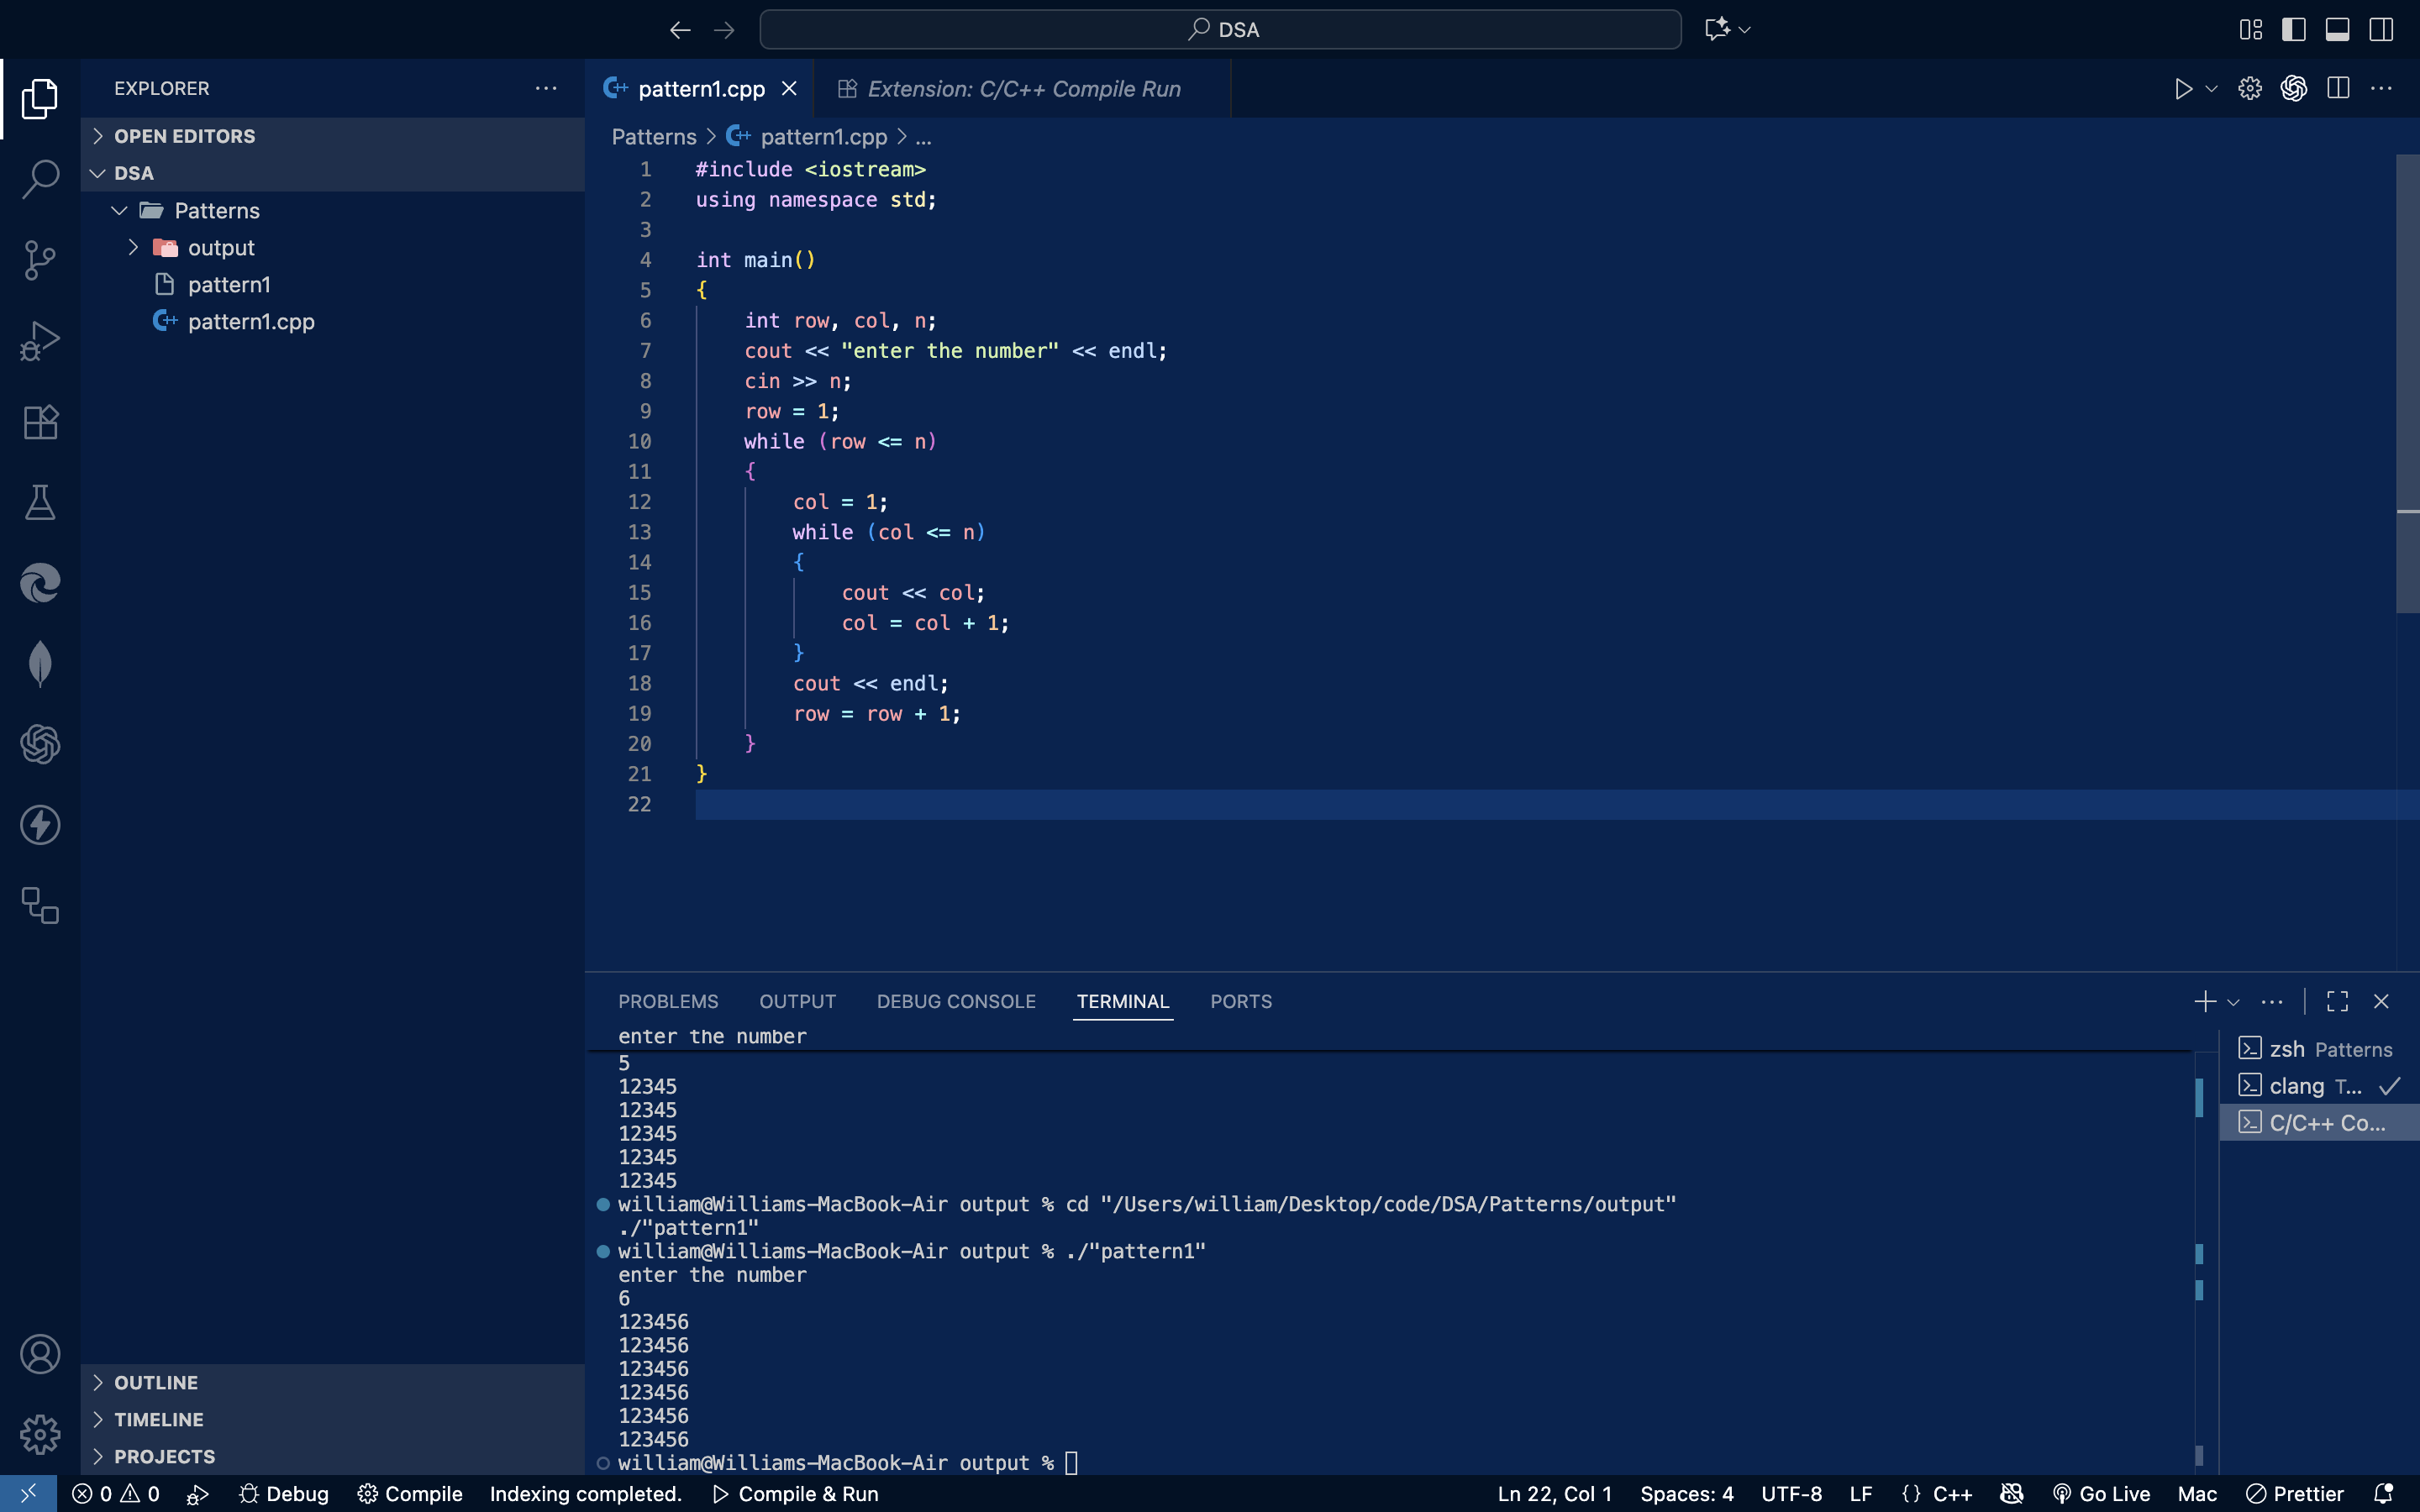 DSA
EXPLORER
OPEN EDITORS
DSA
Patterns
output
pattern1
pattern1.cpp
OUTLINE
TIMELINE
PROJECTS
pattern1.cpp
Extension: C/C++ Compile Run
Patterns > pattern1.cpp > ...
1 #include <iostream>
2 using namespace std;
3
4 int main()
5 {
6     int row, col, n;
7     cout << "enter the number" << endl;
8     cin >> n;
9     row = 1;
10     while (row <= n)
11     {
12         col = 1;
13         while (col <= n)
14         {
15             cout << col;
16             col = col + 1;
17         }
18         cout << endl;
19         row = row + 1;
20     }
21 }
22
PROBLEMS OUTPUT DEBUG CONSOLE TERMINAL PORTS
enter the number
5
12345
12345
12345
12345
12345
william@Williams-MacBook-Air output % cd "/Users/william/Desktop/code/DSA/Patterns/output"
./"pattern1"
william@Williams-MacBook-Air output % ./"pattern1"
enter the number
6
123456
123456
123456
123456
123456
123456
william@Williams-MacBook-Air output %
zsh Patterns
clang T...
C/C++ Co...
0 0 Debug Compile Indexing completed. Compile & Run Ln 22, Col 1 Spaces: 4 UTF-8 LF {} C++ Go Live Mac Prettier